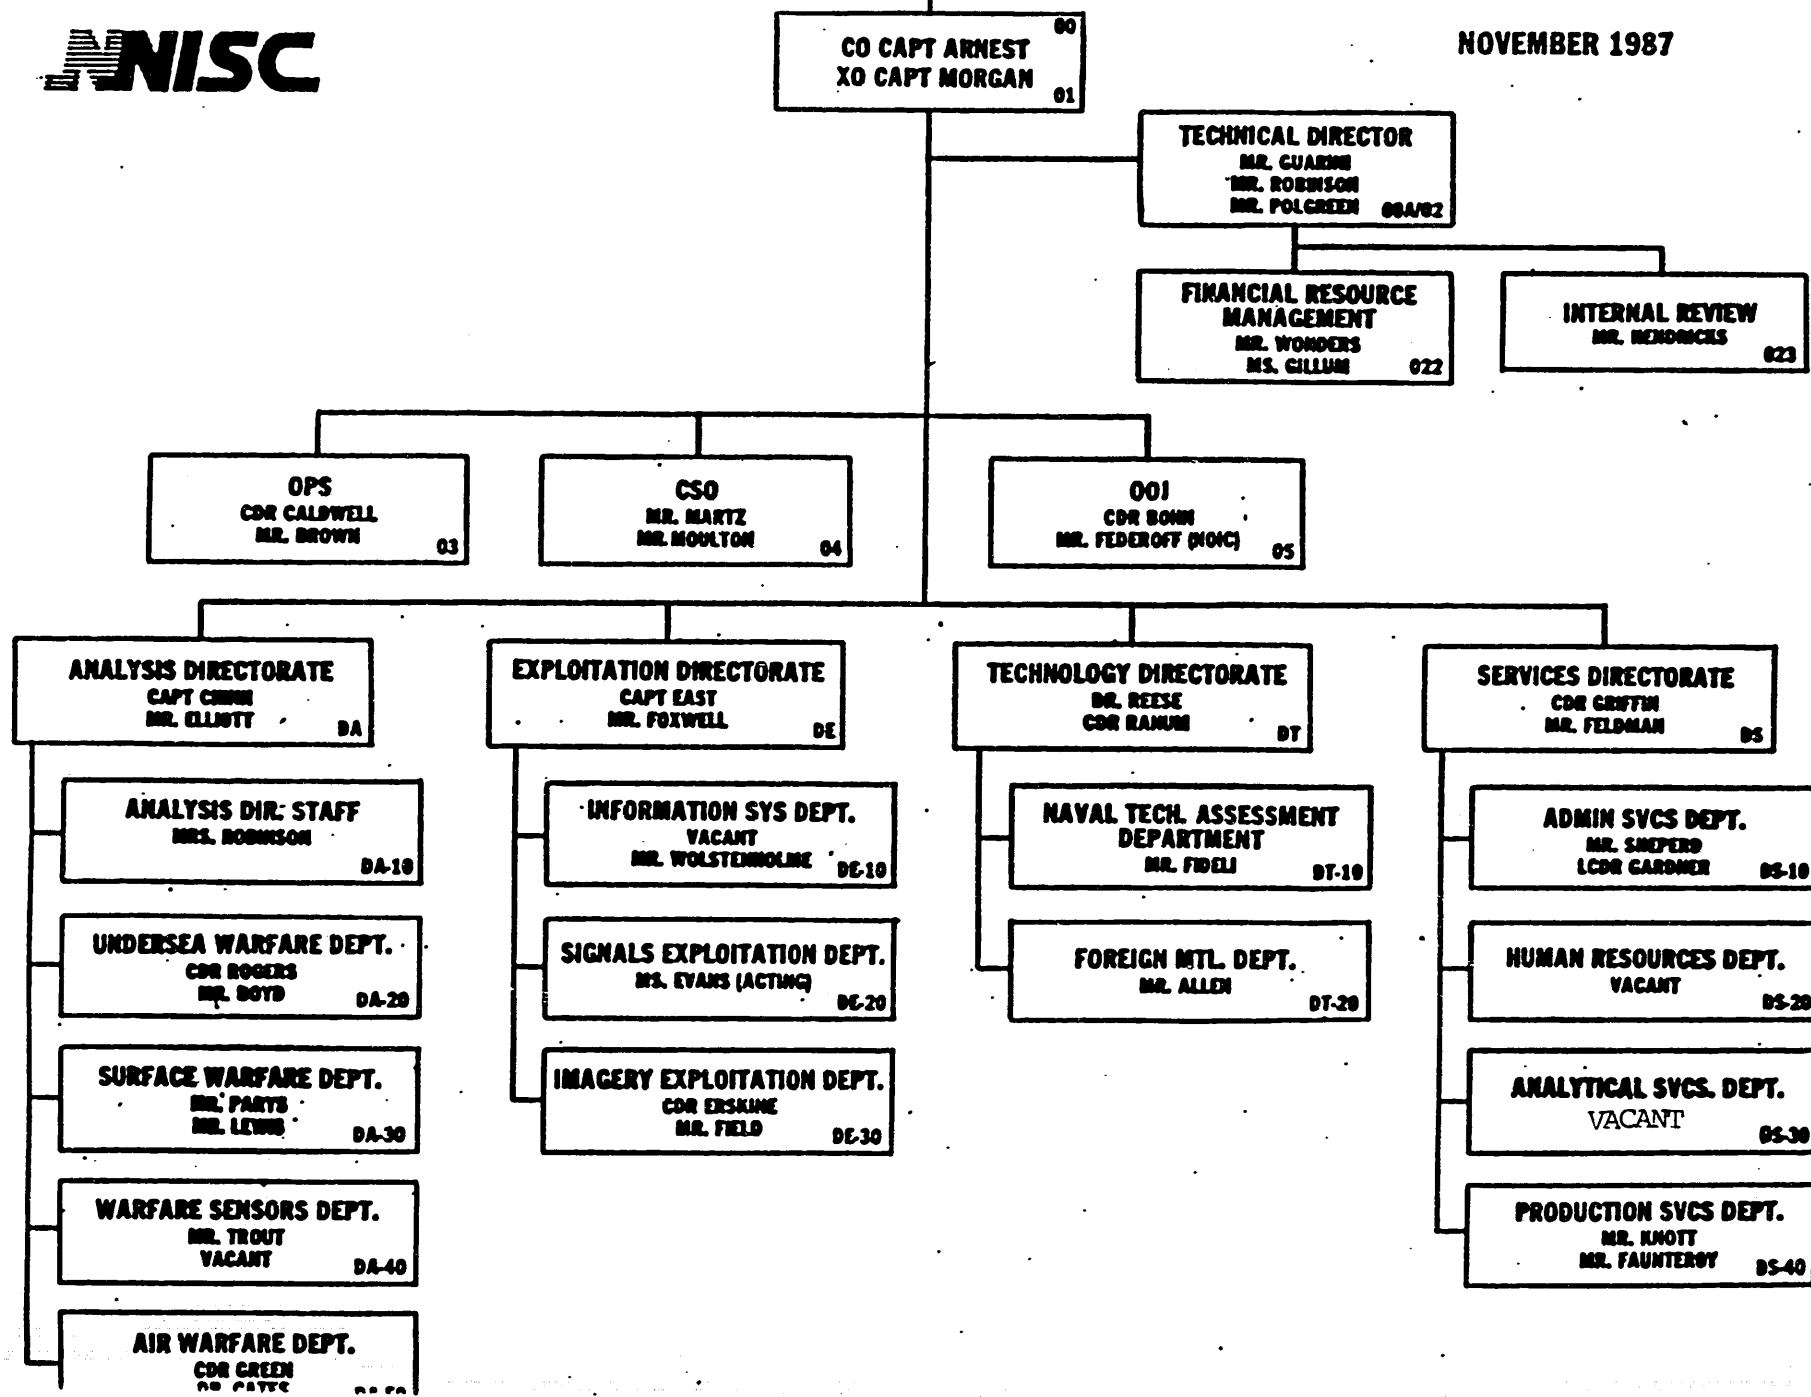 NNISC
NOVEMBER 1987
00
CO CAPT ARNEST
XO CAPT MORGAN
01
TECHNICAL DIRECTOR
MR. GUARINI
MR. ROBINSON
MR. POLGREEN 00A/02
FINANCIAL RESOURCE
MANAGEMENT
MR. WONDERS
MS. GILLUM 022
INTERNAL REVIEW
MR. HENDRICKS
023
OPS
CDR CALDWELL
MR. BROWN
03
CSO
MR. MARTZ
MR. MOULTON
04
CDR BOHN
MR. FEDEROFF (NOIC)
05
ANALYSIS DIRECTORATE
CAPT CHINN
MR. ELLIOTT
DA
EXPLOITATION DIRECTORATE
CAPT EAST
MR. FOXWELL
DE
TECHNOLOGY DIRECTORATE
DR. REESE
CDR RANUM
DT
SERVICES DIRECTORATE
CDR GRIFFIN
MR. FELDMAN
DS
ANALYSIS DIR. STAFF
MRS. ROBINSON
DA-10
UNDERSEA WARFARE DEPT.
CDR ROGERS
MR. BOYD
DA-20
SURFACE WARFARE DEPT.
MR. PARYS
MR. LEWIS
DA-30
WARFARE SENSORS DEPT.
MR. TROUT
VACANT
DA-40
AIR WARFARE DEPT.
CDR GREEN
DR. GATES
DA-50
INFORMATION SYS DEPT.
VACANT
MR. WOLSTENHOLME
DE-10
SIGNALS EXPLOITATION DEPT.
MS. EVANS (ACTING)
DE-20
IMAGERY EXPLOITATION DEPT.
CDR ERSKINE
MR. FIELD
DE-30
NAVAL TECH. ASSESSMENT
DEPARTMENT
MR. FIDELI
DT-10
FOREIGN MTL. DEPT.
MR. ALLEN
DT-20
ADMIN SVCS DEPT.
MR. SHEPERD
LCDR GARDNER
DS-10
HUMAN RESOURCES DEPT.
VACANT
DS-20
ANALYTICAL SVCS. DEPT.
VACANT
DS-30
PRODUCTION SVCS DEPT.
MR. KNOTT
MR. FAUNTEROY
DS-40